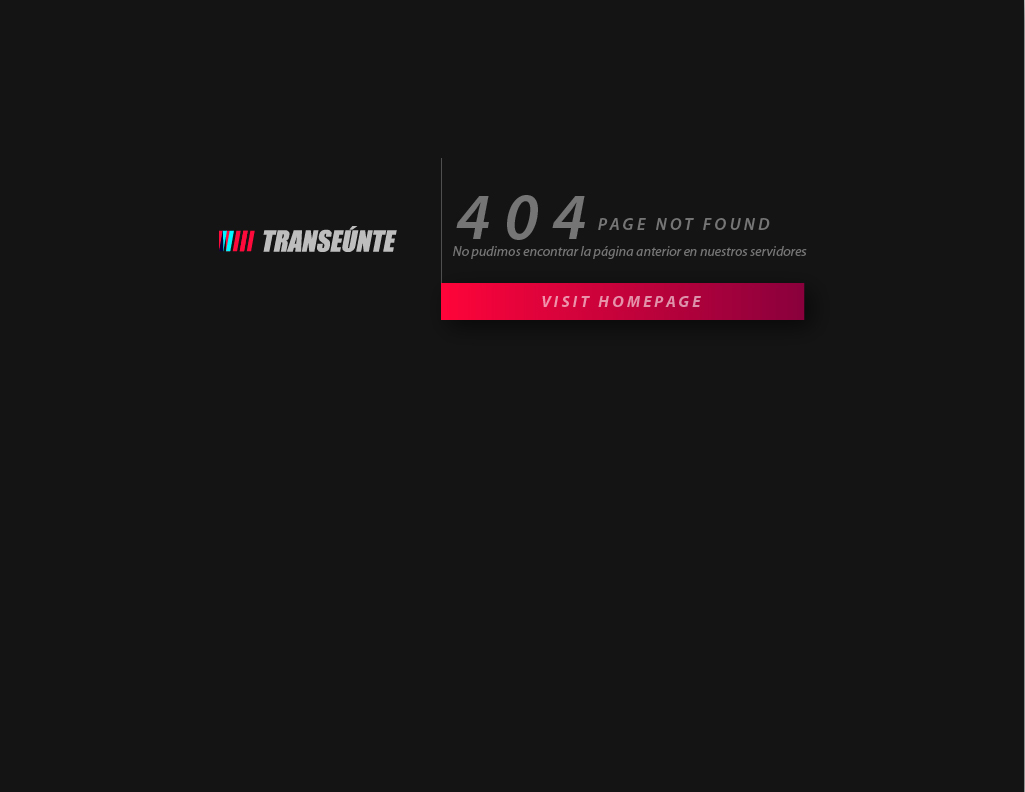 TRANSEÚNTE
404 PAGE NOT FOUND
No pudimos encontrar la página anterior en nuestros servidores
VISIT HOMEPAGE